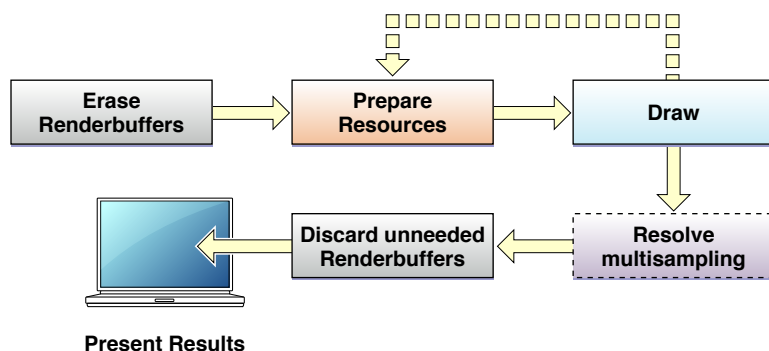 Erase
Renderbuffers
Prepare
Resources
Draw
Resolve
multisampling
Discard unneeded
Renderbuffers
Present Results